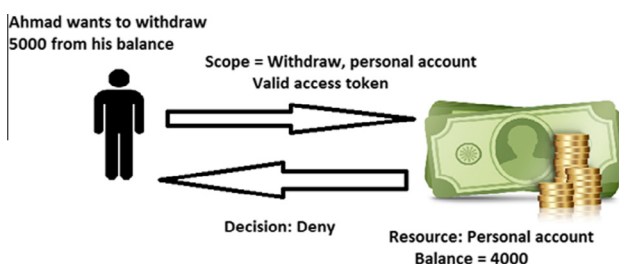 Ahmad wants to withdraw
5000 from his balance
Scope = Withdraw, personal account
Valid access token
Decision: Deny
Resource: Personal account
Balance = 4000